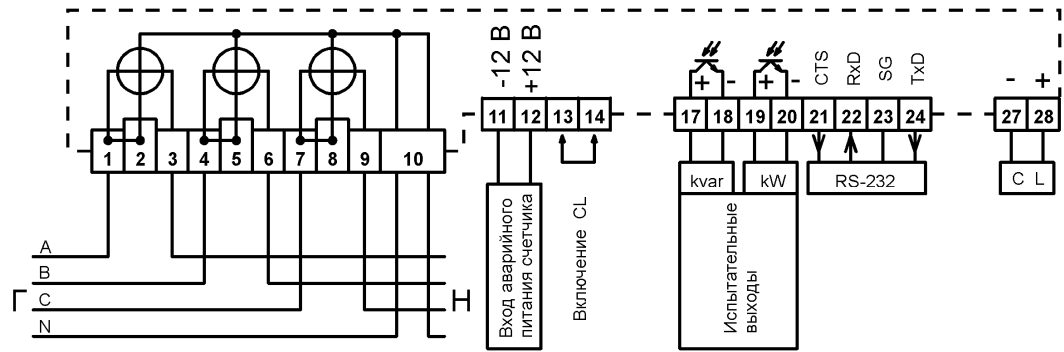 -12 В
+12 В
CTS
RxD
SG
TxD
+ -
+ -
- +
1 2 3 4 5 6 7 8 9 10
11 12 13 14
17 18 19 20 21 22 23 24
27 28
kvar
kW
RS-232
C L
Вход аварийного
питания счетчика
Включение CL
Испытательные
выходы
A
B
C
N
Г
Н